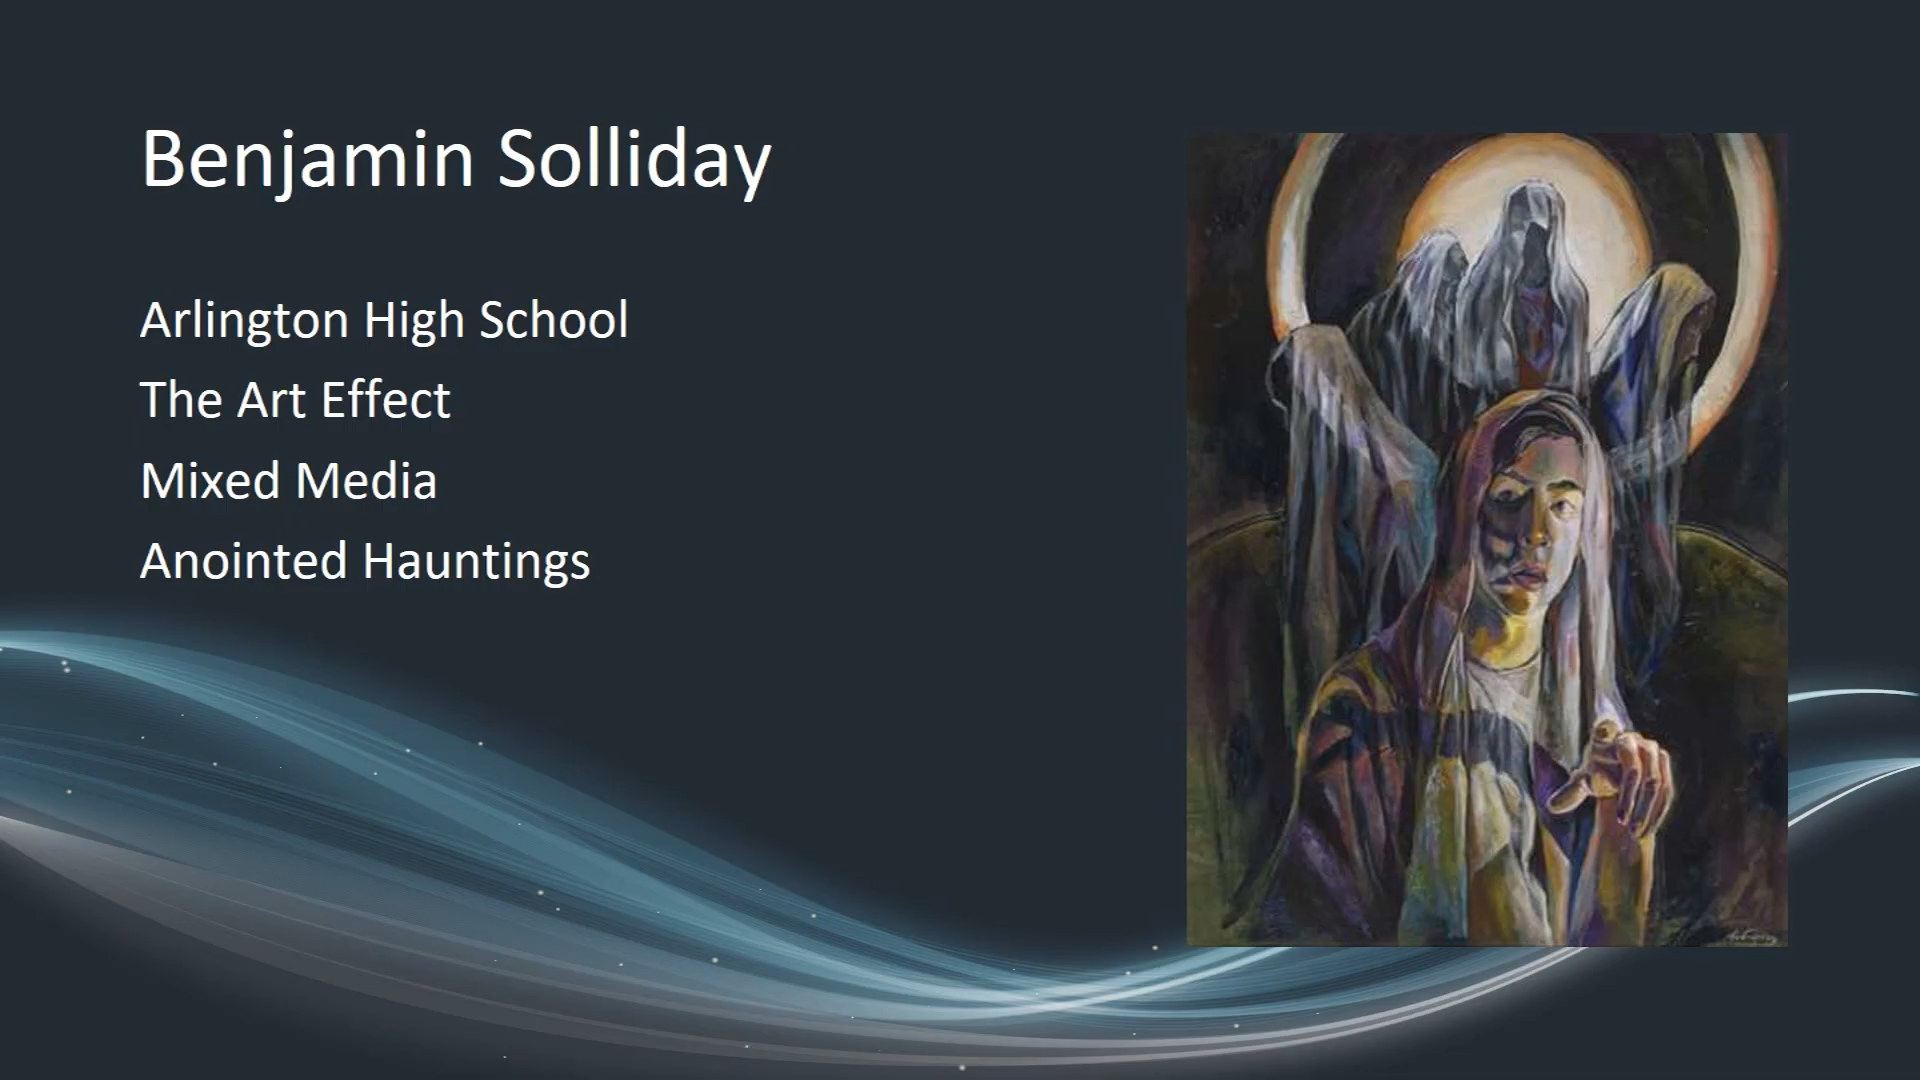 Benjamin Solliday
Arlington High School
The Art Effect
Mixed Media
Anointed Hauntings